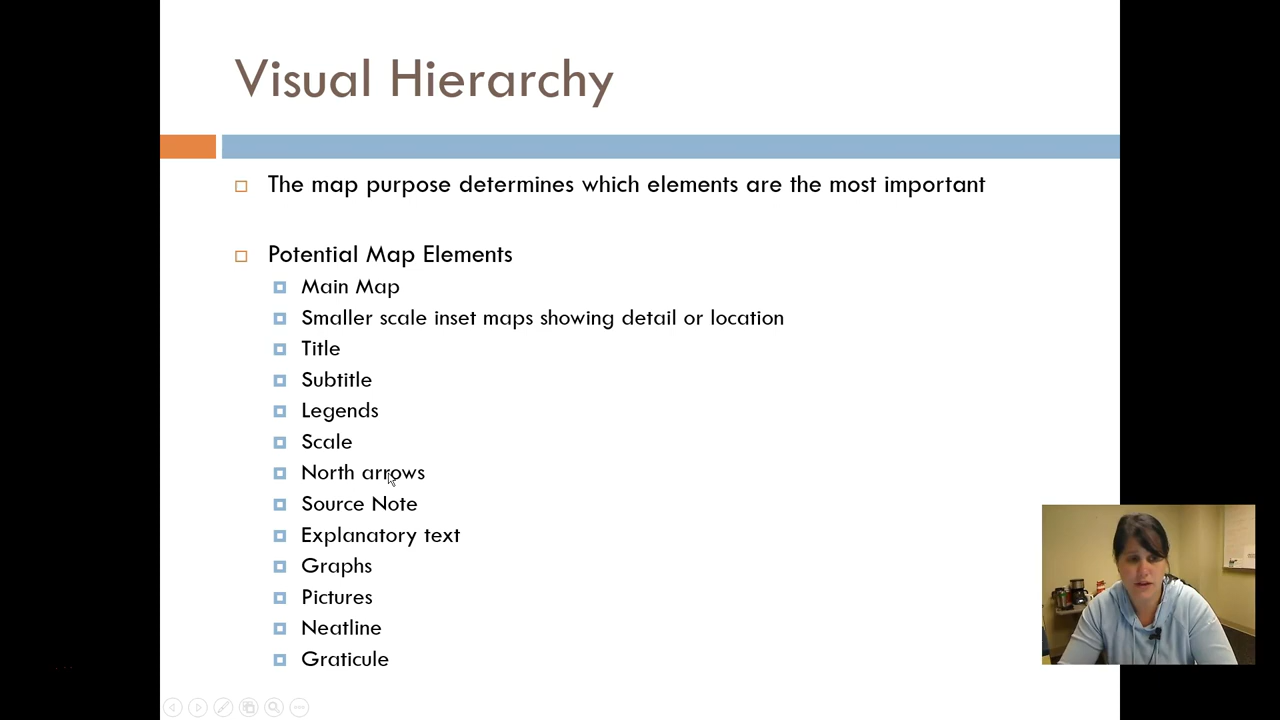 Visual Hierarchy
The map purpose determines which elements are the most important
Potential Map Elements
Main Map
Smaller scale inset maps showing detail or location
Title
Subtitle
Legends
Scale
North arrows
Source Note
Explanatory text
Graphs
Pictures
Neatline
Graticule